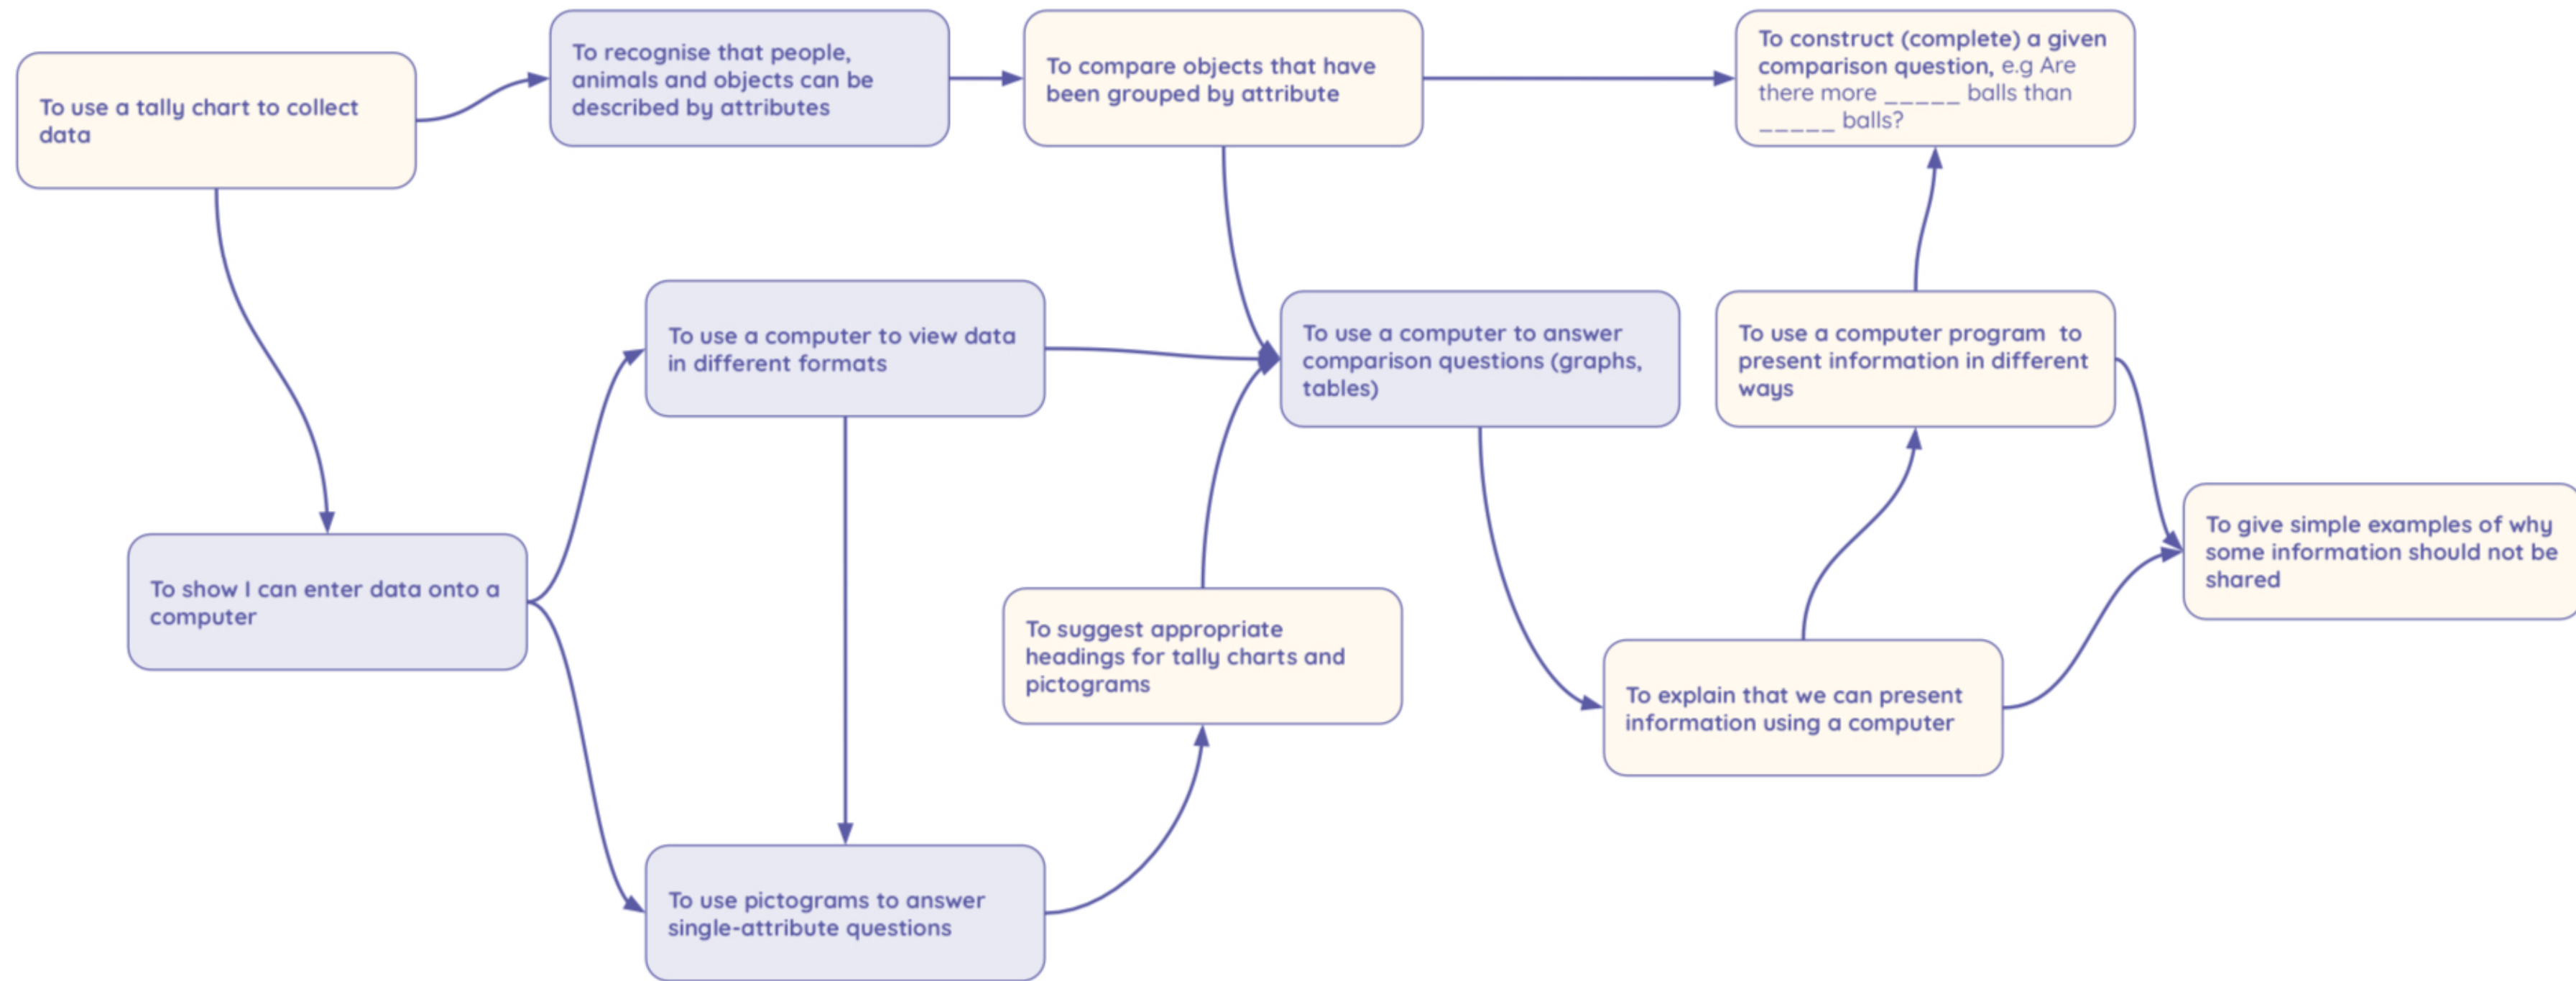 To use a tally chart to collect
data
To recognise that people,
animals and objects can be
described by attributes
To compare objects that have
been grouped by attribute
To construct (complete) a given
comparison question, e.g Are
there more _____ balls than
_____ balls?
To use a computer to view data
in different formats
To use a computer to answer
comparison questions (graphs,
tables)
To use a computer program  to
present information in different
ways
To give simple examples of why
some information should not be
shared
To show I can enter data onto a
computer
To suggest appropriate
headings for tally charts and
pictograms
To explain that we can present
information using a computer
To use pictograms to answer
single-attribute questions